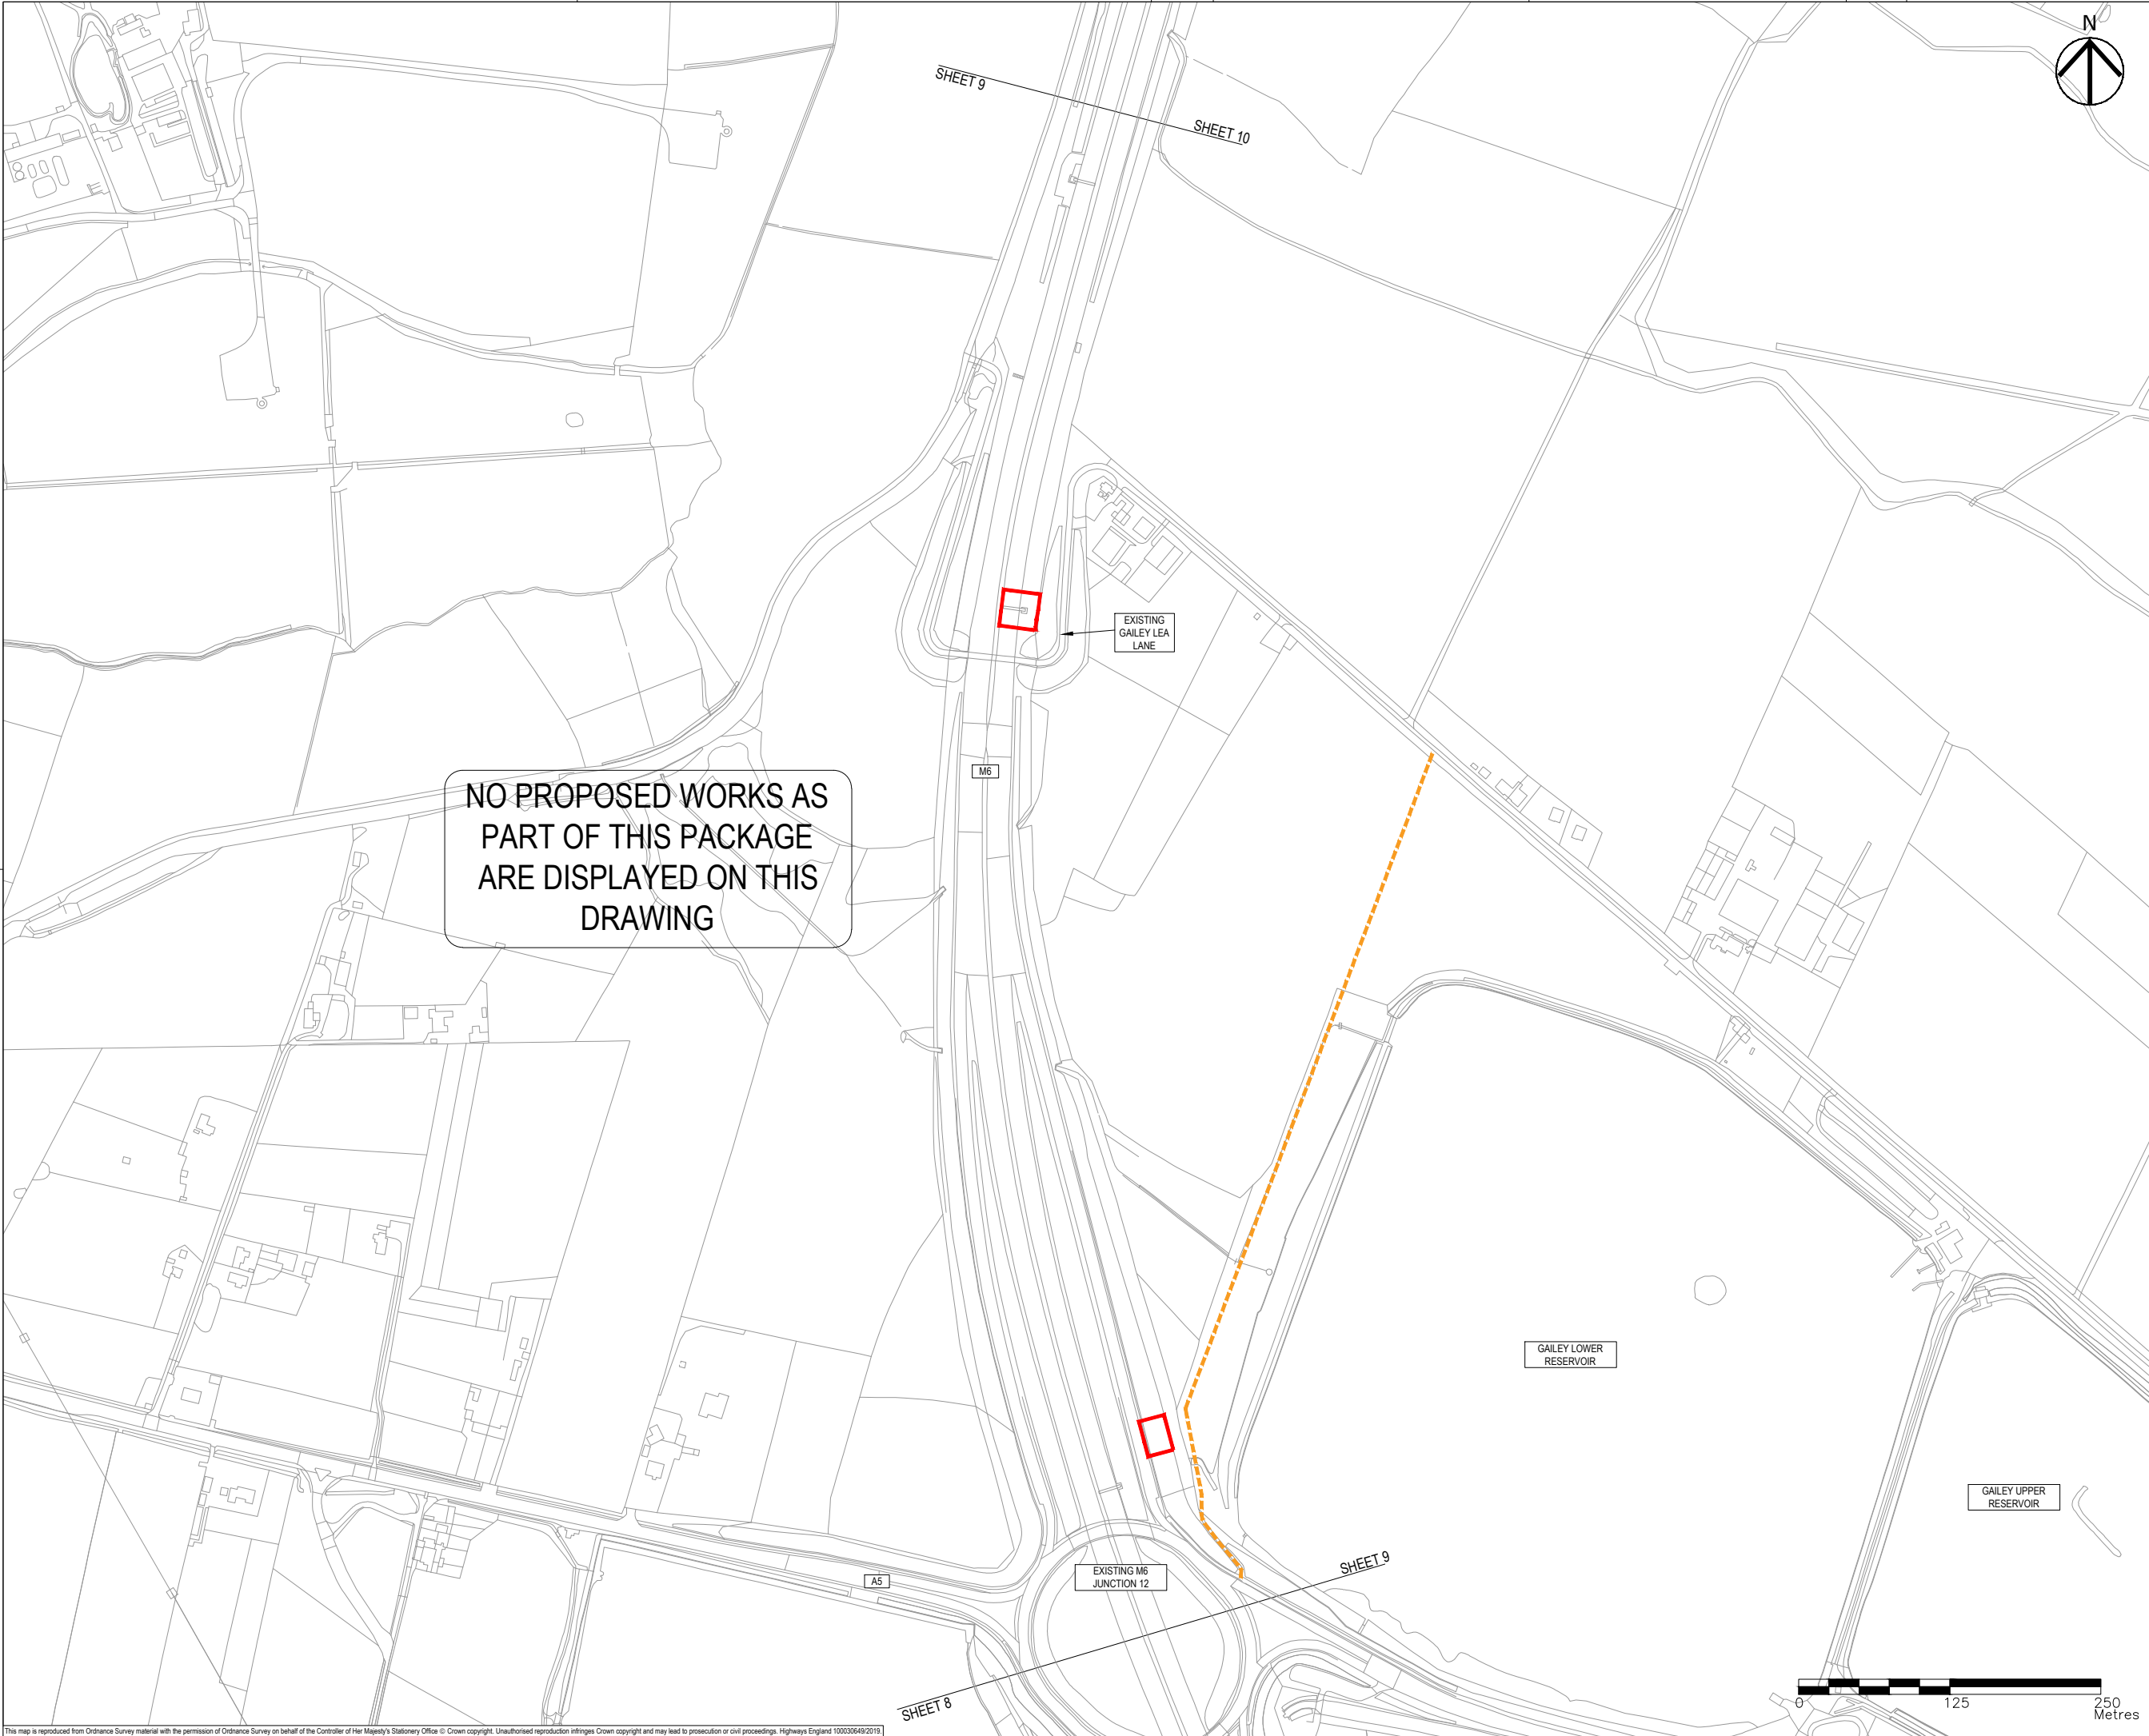 N
SHEET 9
SHEET 10
EXISTING
GAILEY LEA
LANE
M6
NO PROPOSED WORKS AS
PART OF THIS PACKAGE
ARE DISPLAYED ON THIS
DRAWING
GAILEY LOWER
RESERVOIR
GAILEY UPPER
RESERVOIR
SHEET 9
EXISTING M6
JUNCTION 12
A5
SHEET 8
0 125 250
Metres
This map is reproduced from Ordnance Survey material with the permission of Ordnance Survey on behalf of the Controller of Her Majesty's Stationery Office © Crown copyright. Unauthorised reproduction infringes Crown copyright and may lead to prosecution or civil proceedings. Highways England 100030649/2019.